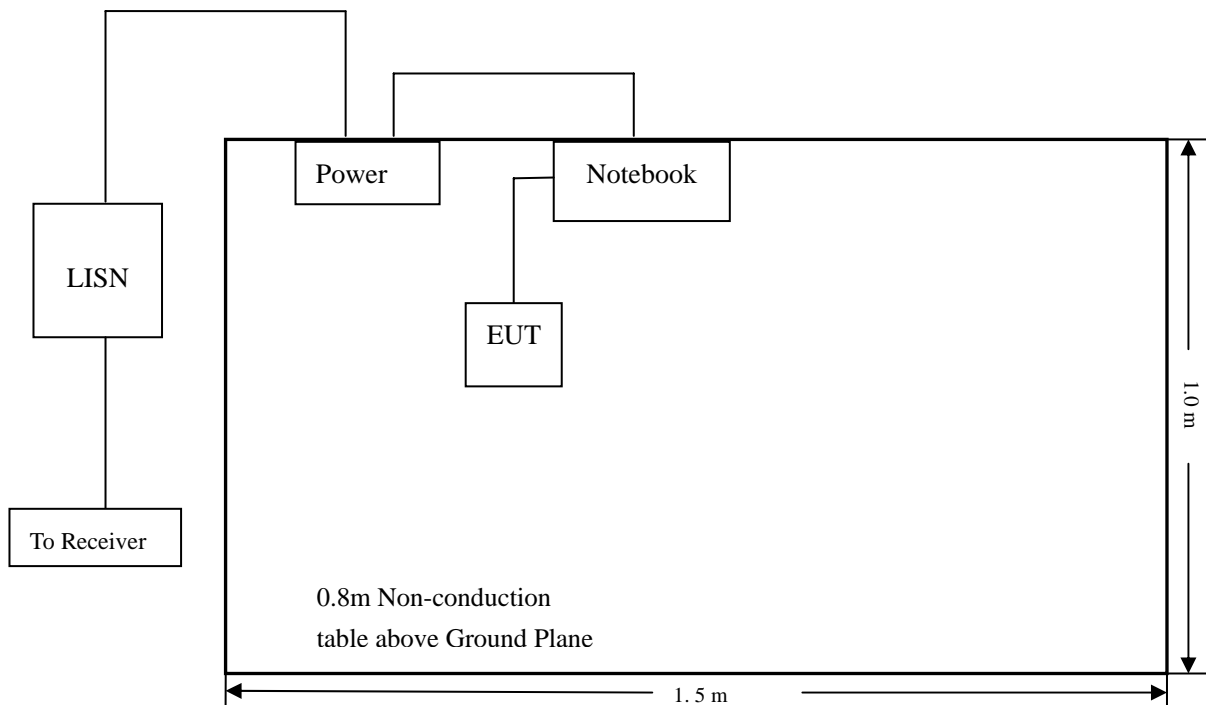 Power
Notebook
LISN
EUT
1.0 m
To Receiver
0.8m Non-conduction
table above Ground Plane
1. 5 m